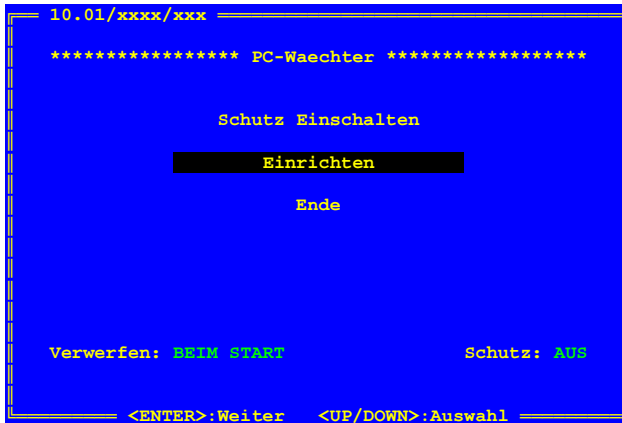 10.01/xxxx/xxx
***************** PC-Waechter ******************
Schutz Einschalten
Einrichten
Ende
Verwerfen: BEIM START Schutz: AUS
<ENTER>:Weiter <UP/DOWN>:Auswahl